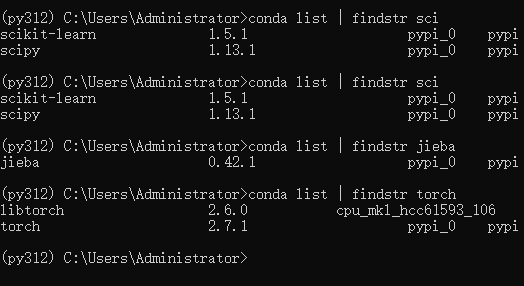 (py312) C:\Users\Administrator>conda list | findstr sci
scikit-learn 1.5.1 pypi_0 pypi
scipy 1.13.1 pypi_0 pypi
(py312) C:\Users\Administrator>conda list | findstr sci
scikit-learn 1.5.1 pypi_0 pypi
scipy 1.13.1 pypi_0 pypi
(py312) C:\Users\Administrator>conda list | findstr jieba
jieba 0.42.1 pypi_0 pypi
(py312) C:\Users\Administrator>conda list | findstr torch
libtorch 2.6.0 cpu_mkl_hcc61593_106
torch 2.7.1 pypi_0 pypi
(py312) C:\Users\Administrator>